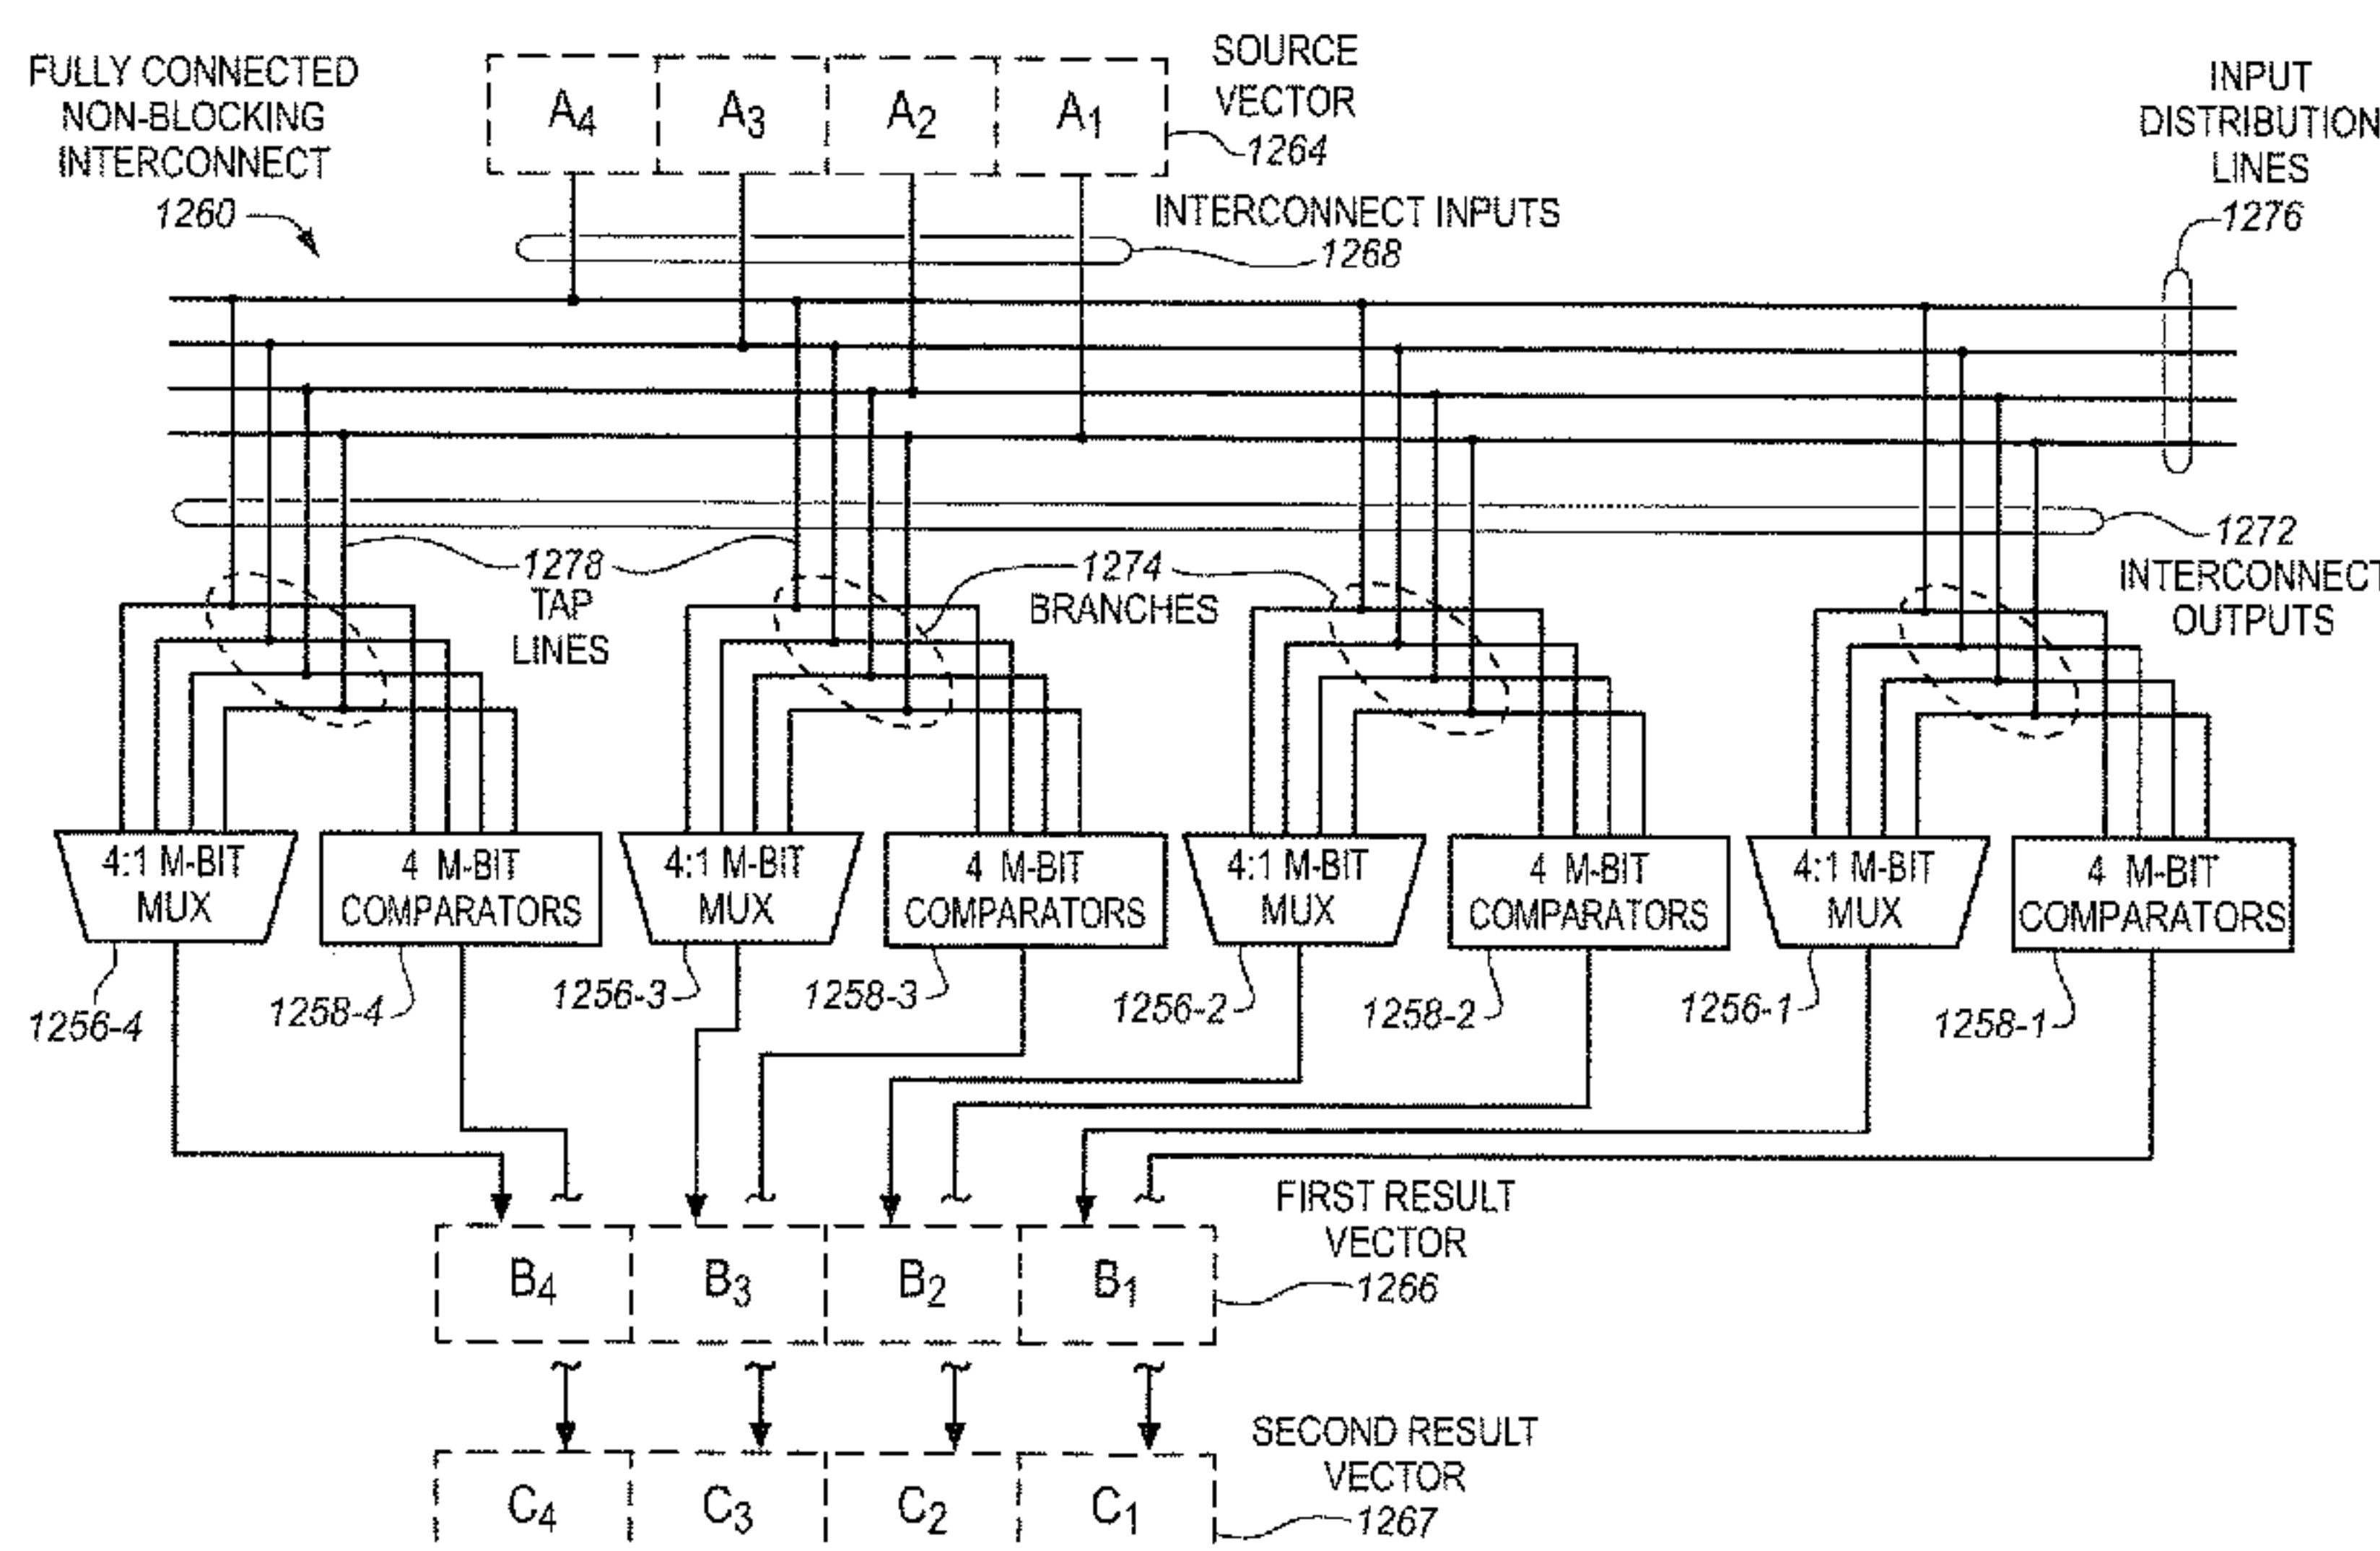 FULLY CONNECTED
NON-BLOCKING
INTERCONNECT
1260
A4 A3 A2 A1
SOURCE
VECTOR
1264
INTERCONNECT INPUTS
1268
INPUT
DISTRIBUTION
LINES
1276
1278
TAP
LINES
1274
BRANCHES
1272
INTERCONNECT
OUTPUTS
4:1 M-BIT
MUX
4 M-BIT
COMPARATORS
4:1 M-BIT
MUX
4 M-BIT
COMPARATORS
4:1 M-BIT
MUX
4 M-BIT
COMPARATORS
4:1 M-BIT
MUX
4 M-BIT
COMPARATORS
1256-4
1258-4
1256-3
1258-3
1256-2
1258-2
1256-1
1258-1
B4 B3 B2 B1
FIRST RESULT
VECTOR
1266
C4 C3 C2 C1
SECOND RESULT
VECTOR
1267